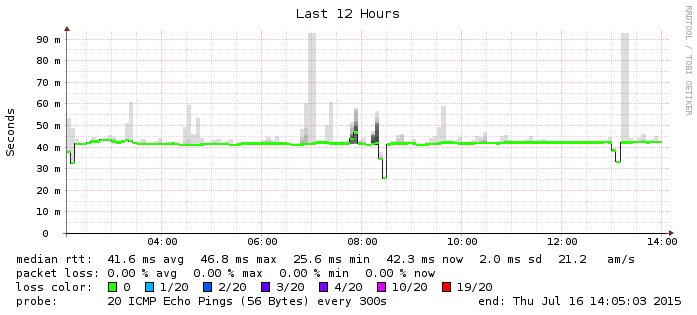 Last 12 Hours
RRDTOOL / TOBI OETIKER
Seconds
90 m
80 m
70 m
60 m
50 m
40 m
30 m
20 m
10 m
0
04:00 06:00 08:00 10:00 12:00 14:00
median rtt: 41.6 ms avg 46.8 ms max 25.6 ms min 42.3 ms now 2.0 ms sd 21.2 am/s
packet loss: 0.00 % avg 0.00 % max 0.00 % min 0.00 % now
loss color: 0 1/20 2/20 3/20 4/20 10/20 19/20
probe: 20 ICMP Echo Pings (56 Bytes) every 300s end: Thu Jul 16 14:05:03 2015